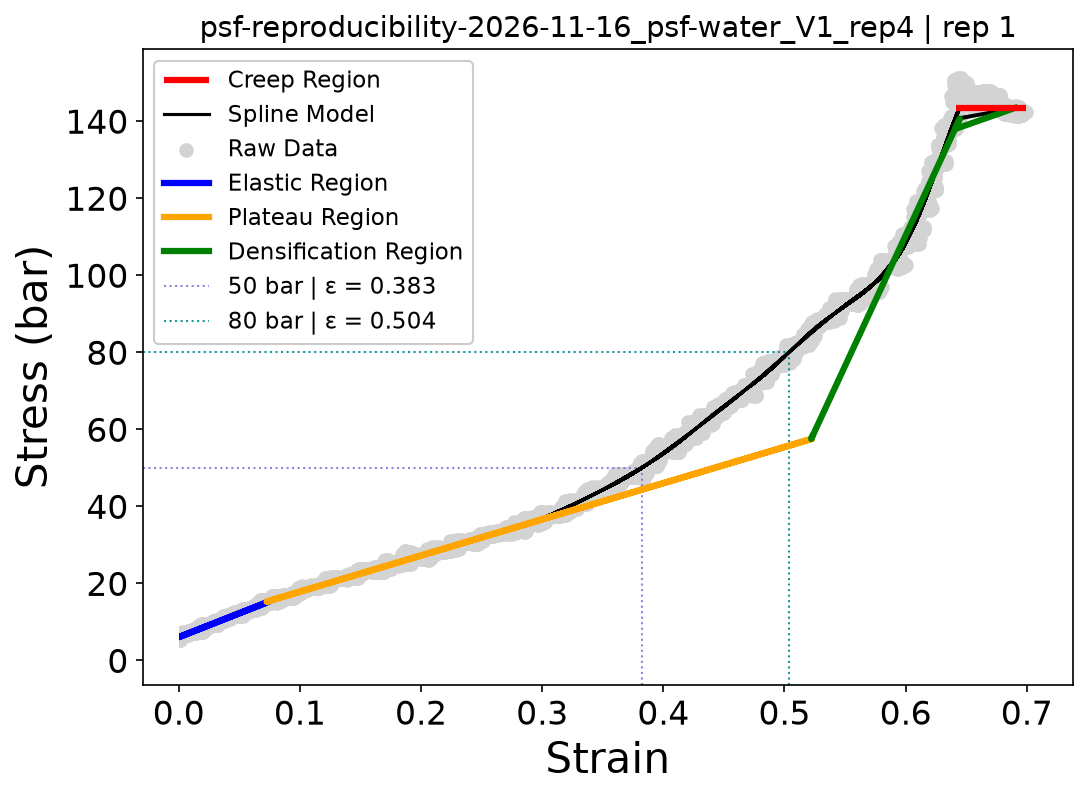 psf-reproducibility-2026-11-16_psf-water_V1_rep4 | rep 1
Creep Region
Spline Model
Raw Data
Elastic Region
Plateau Region
Densification Region
50 bar | ε = 0.383
80 bar | ε = 0.504
Stress (bar)
140
120
100
80
60
40
20
0
0.0 0.1 0.2 0.3 0.4 0.5 0.6 0.7
Strain